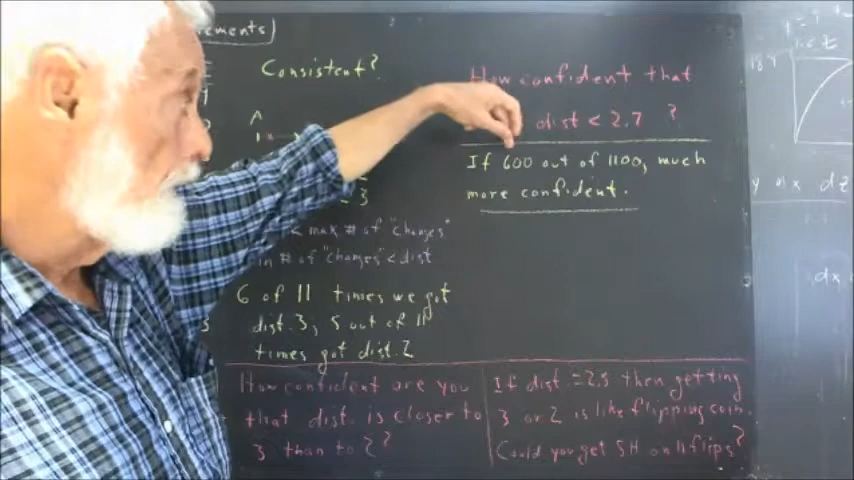 ements
Consistent?
A
3
< max # of "changes"
in # of "changes" < dist
6 of 11 times we got
dist. 3, 5 out of 11
times got dist. 2
How confident that
dist < 2.7 ?
If 600 out of 1100, much
more confident.
How confident are you
that dist. is closer to
3 than to 2?
If dist. = 2.5 then getting
3 or 2 is like flipping coin.
Could you get 5H on 11 flips?
y
dz
dx